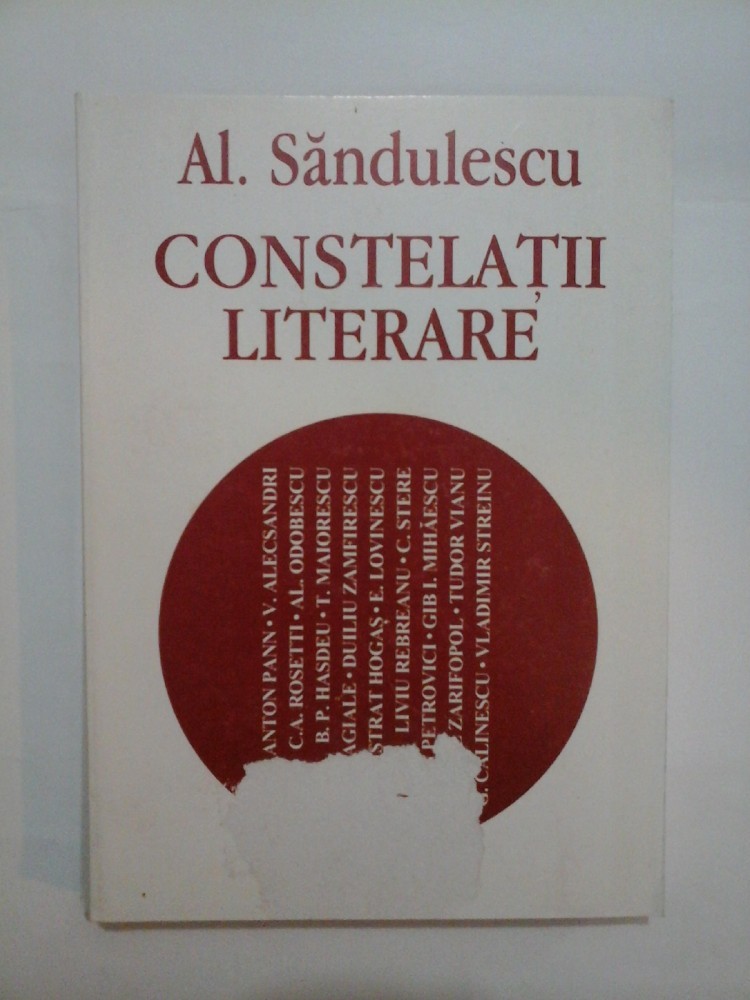 Al. Săndulescu
CONSTELAȚII
LITERARE
ANTON PANN • V. ALECSANDRI
C.A. ROSETTI • AL. ODOBESCU
B. P. HASDEU • T. MAIORESCU
AGIALE • DUILIU ZAMFIRESCU
STRAT HOGAȘ • E. LOVINESCU
LIVIU REBREANU • C. STERE
PETROVICI • GIB I. MIHĂESCU
ZARIFOPOL • TUDOR VIANU
G. CĂLINESCU • VLADIMIR STREINU